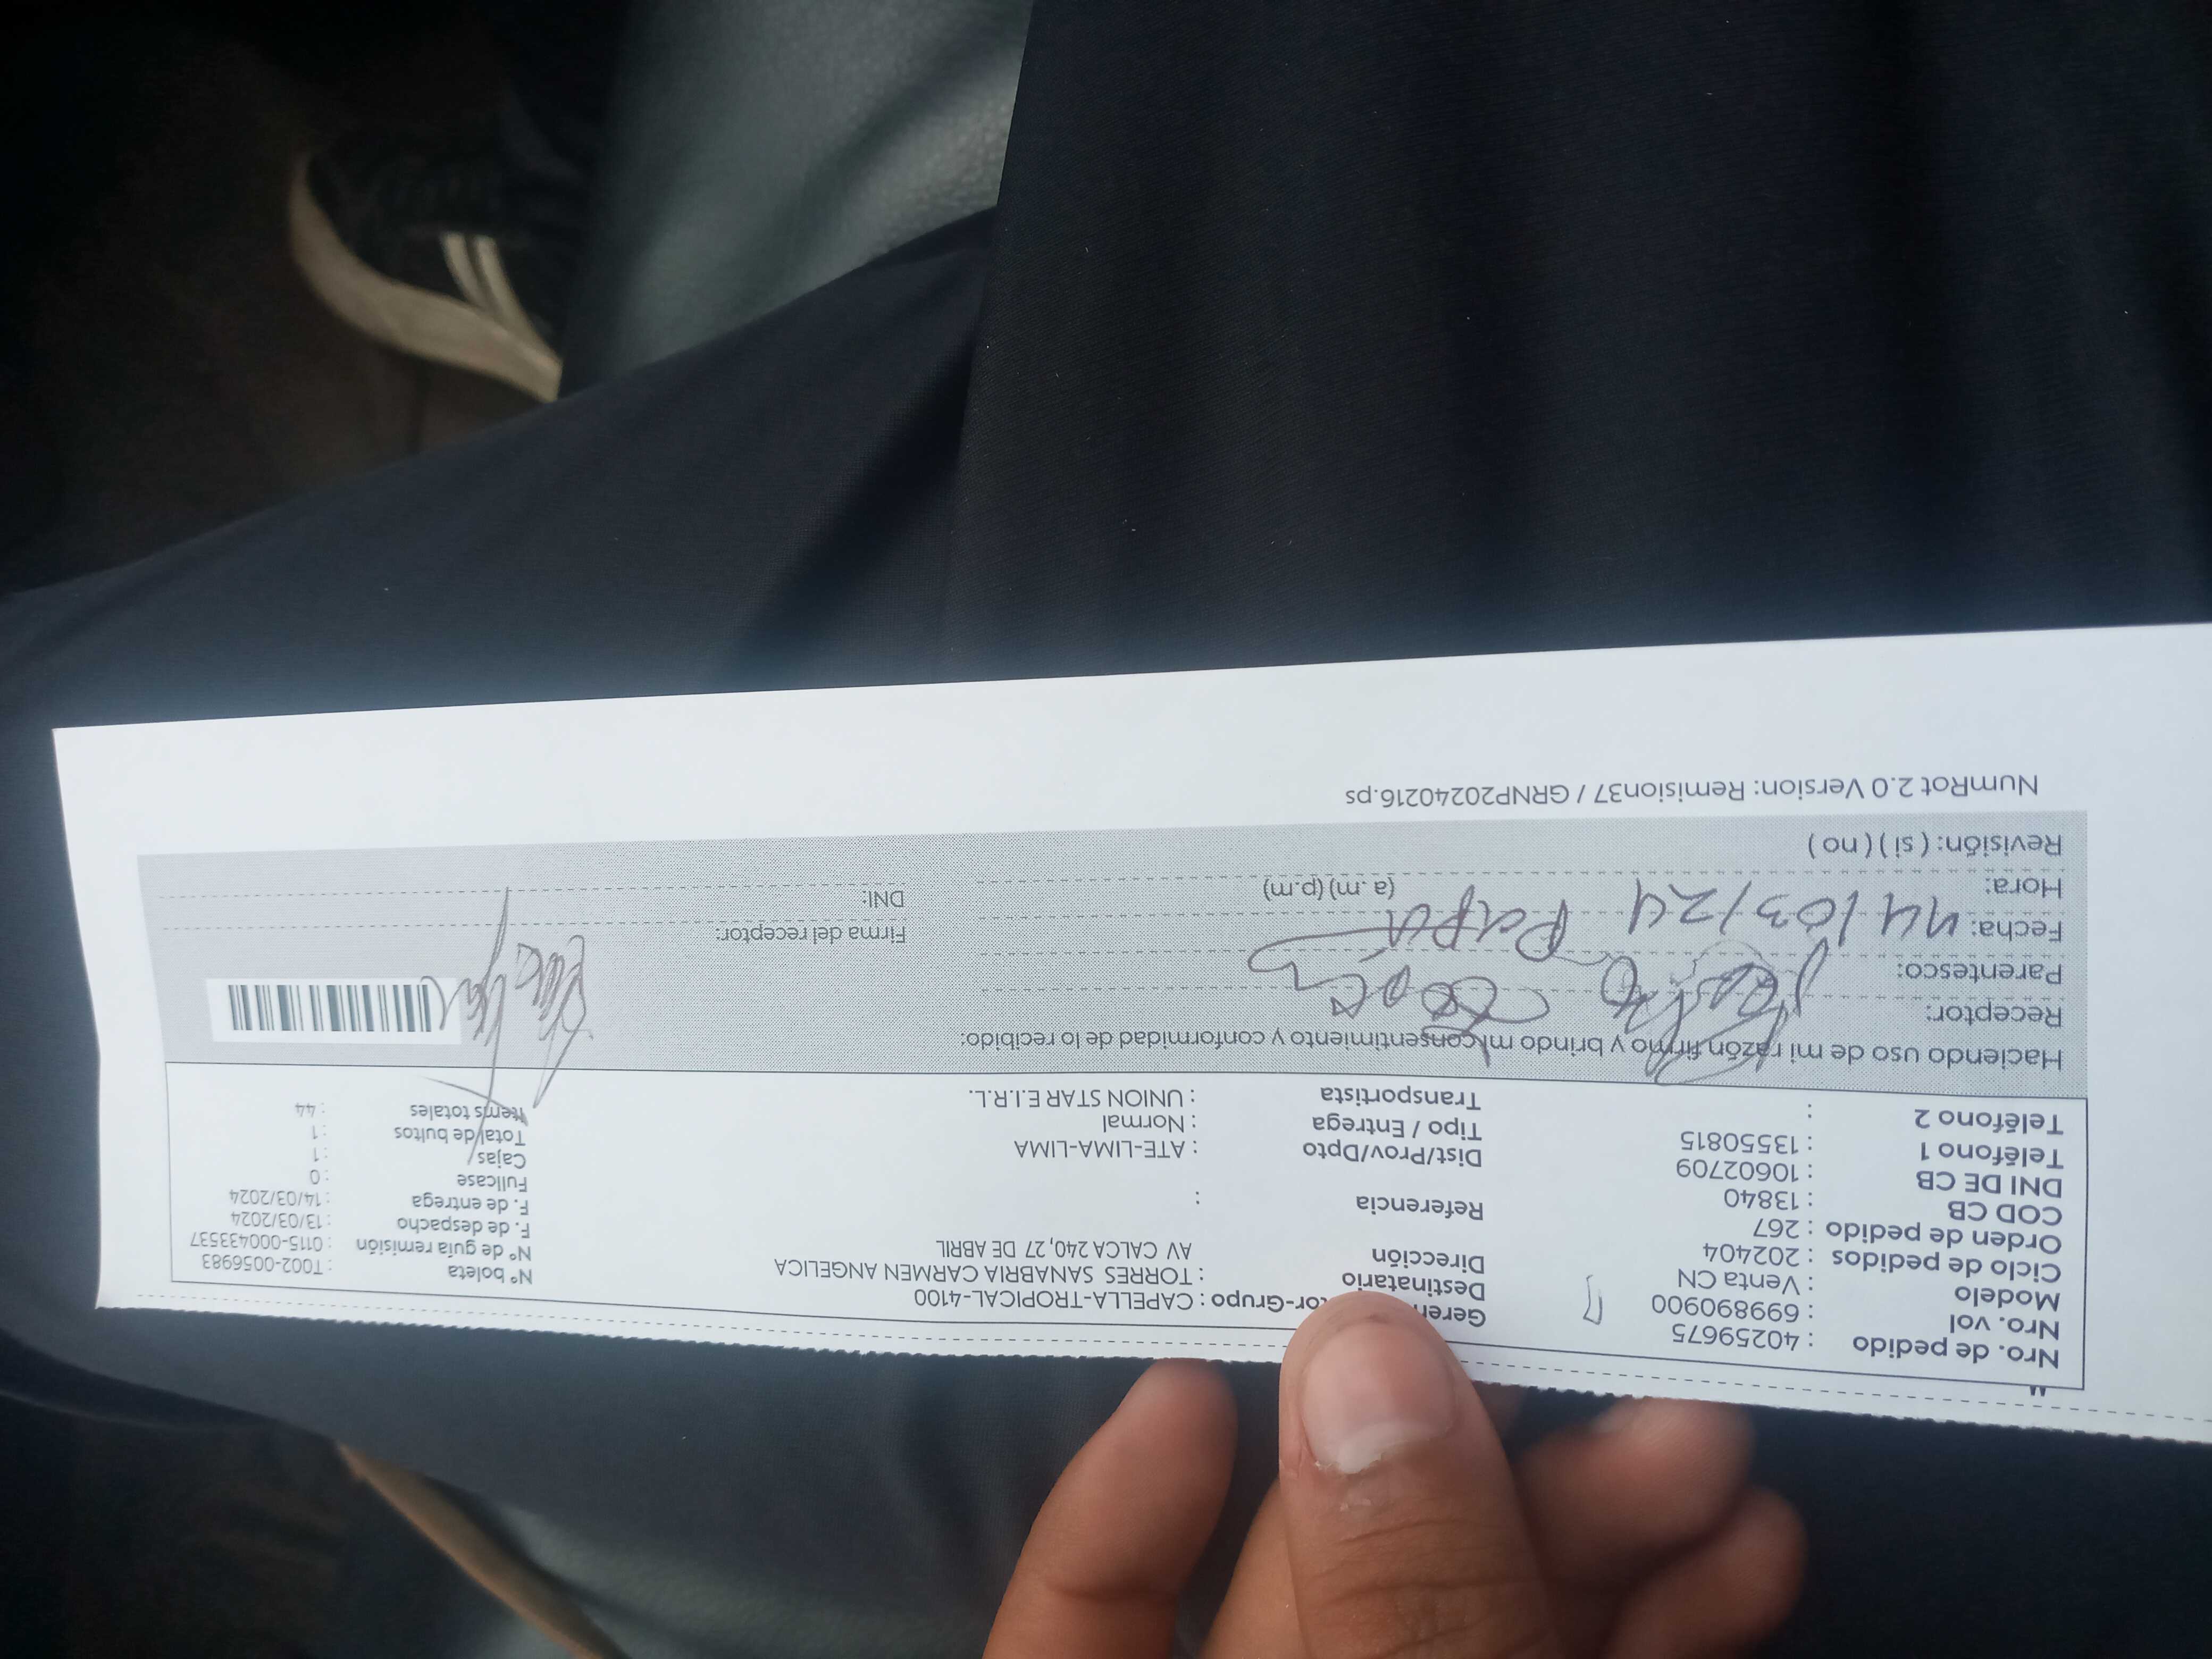 Nro. de pedido : 40259675
Nro. vol : 699890900
Modelo : Venta CN
Ciclo de pedidos : 202404
Orden de pedido : 267
COD CB : 13840
DNI DE CB : 10602709
Teléfono 1 : 13550815
Teléfono 2 :
tor-Grupo : CAPELLA-TROPICAL-4100
Destinatario : TORRES SANABRIA CARMEN ANGELICA
Dirección AV CALCA 240, 27 DE ABRIL
Referencia :
Dist/Prov/Dpto : ATE-LIMA-LIMA
Tipo / Entrega : Normal
Transportista : UNION STAR E.I.R.L.
N° boleta : T002-0056983
N° de guía remisión : 0115-000433537
F. de despacho : 13/03/2024
F. de entrega : 14/03/2024
Fullcase : 0
Cajas : 1
Total de bultos : 1
Items totales : 44
Haciendo uso de mi razón firmo y brindo mi consentimiento y conformidad de lo recibido:
Receptor:
Parentesco: Papá
Fecha: 14/03/24
Hora: (a.m) (p.m)
Revisión: ( si ) ( no )
Firma del receptor:
DNI:
NumRot 2.0 Version: Remision37 / GRNP20240216.ps